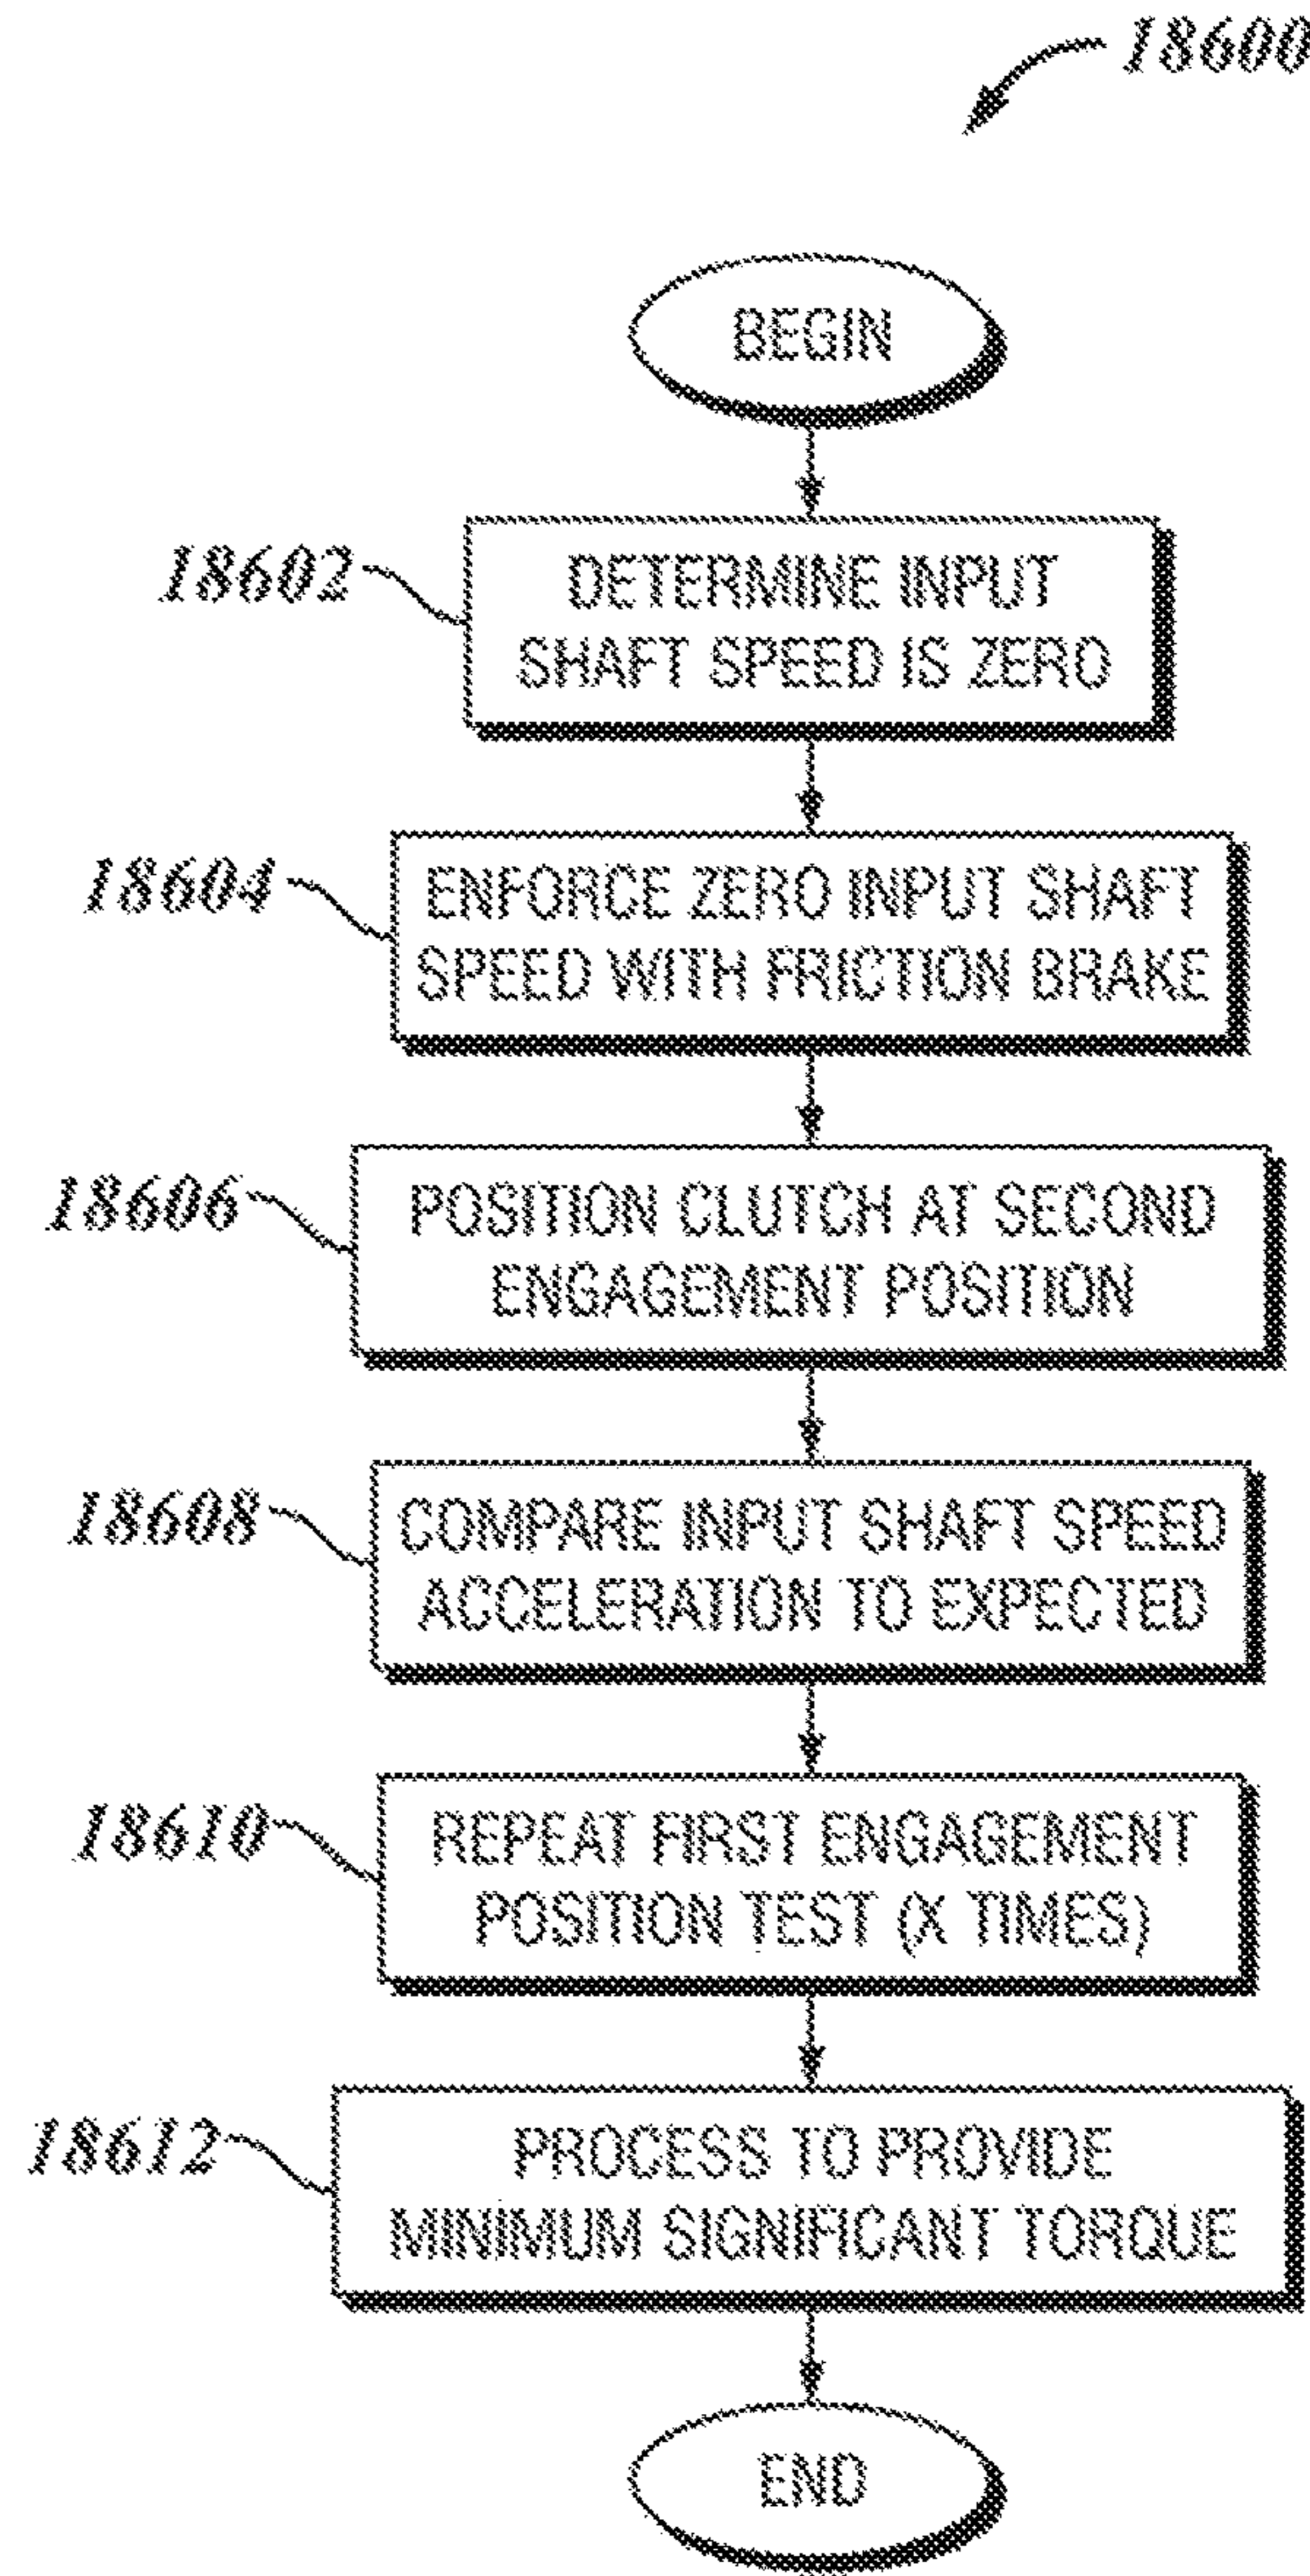 18600
BEGIN
18602
DETERMINE INPUT
SHAFT SPEED IS ZERO
18604
ENFORCE ZERO INPUT SHAFT
SPEED WITH FRICTION BRAKE
18606
POSITION CLUTCH AT SECOND
ENGAGEMENT POSITION
18608
COMPARE INPUT SHAFT SPEED
ACCELERATION TO EXPECTED
18610
REPEAT FIRST ENGAGEMENT
POSITION TEST (X TIMES)
18612
PROCESS TO PROVIDE
MINIMUM SIGNIFICANT TORQUE
END